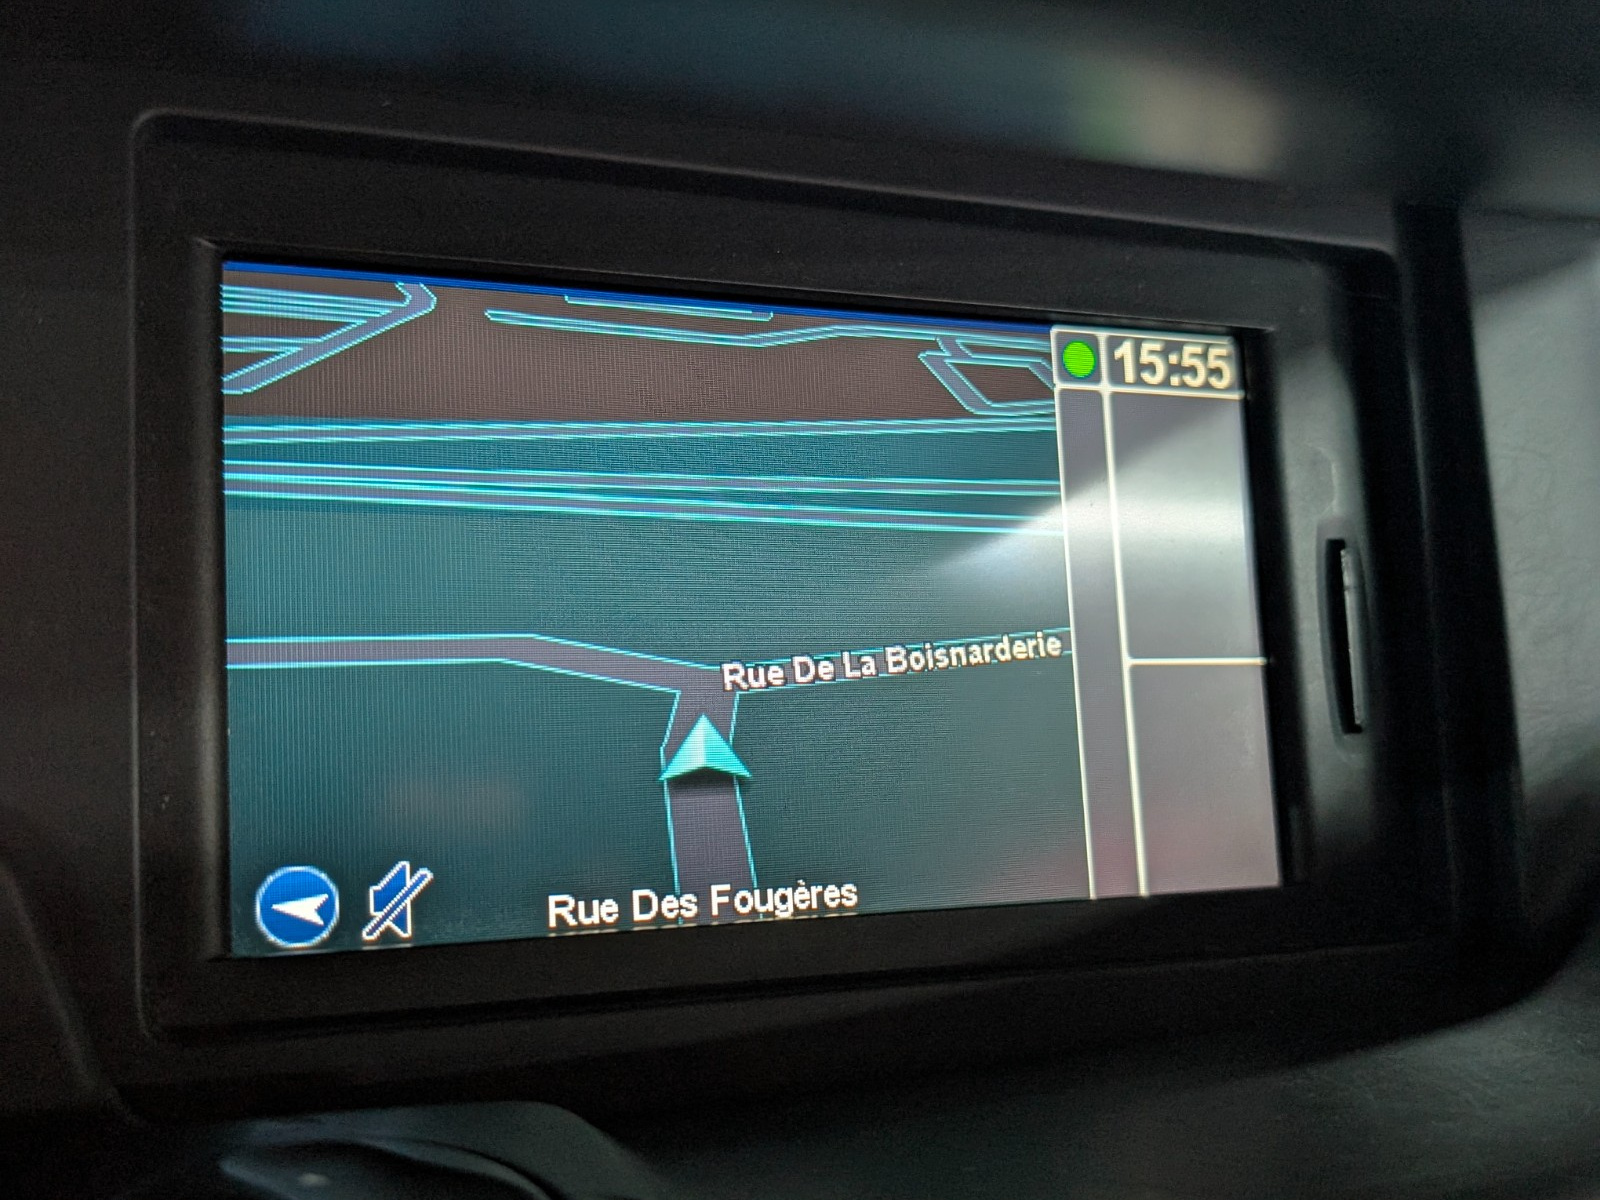 15:55
Rue De La Boisnarderie
Rue Des Fougères